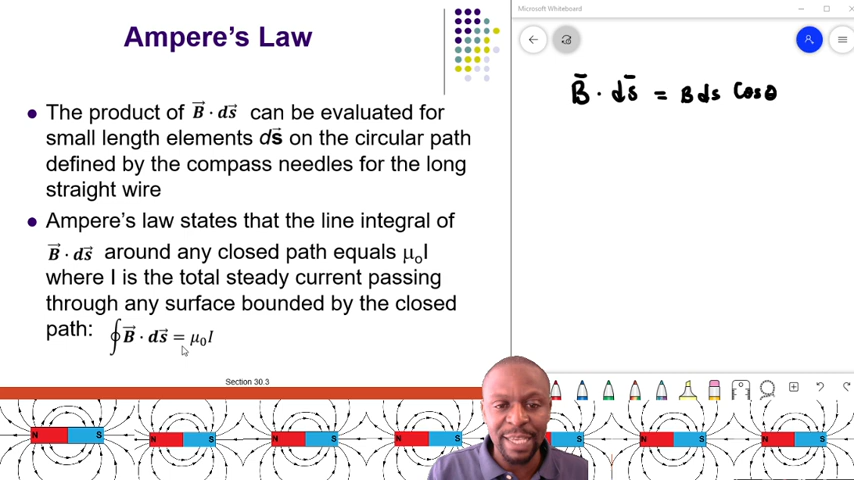 Ampere's Law
The product of B⃗ · ds⃗ can be evaluated for
small length elements ds⃗ on the circular path
defined by the compass needles for the long
straight wire
Ampere's law states that the line integral of
B⃗ · ds⃗ around any closed path equals μₒI
where I is the total steady current passing
through any surface bounded by the closed
path: ∮B⃗ · ds⃗ = μ₀I
Section 30.3
Microsoft Whiteboard
B̄ · ds̄ = B ds Cos θ
N S
N S
N S
N S
S
N S
N S